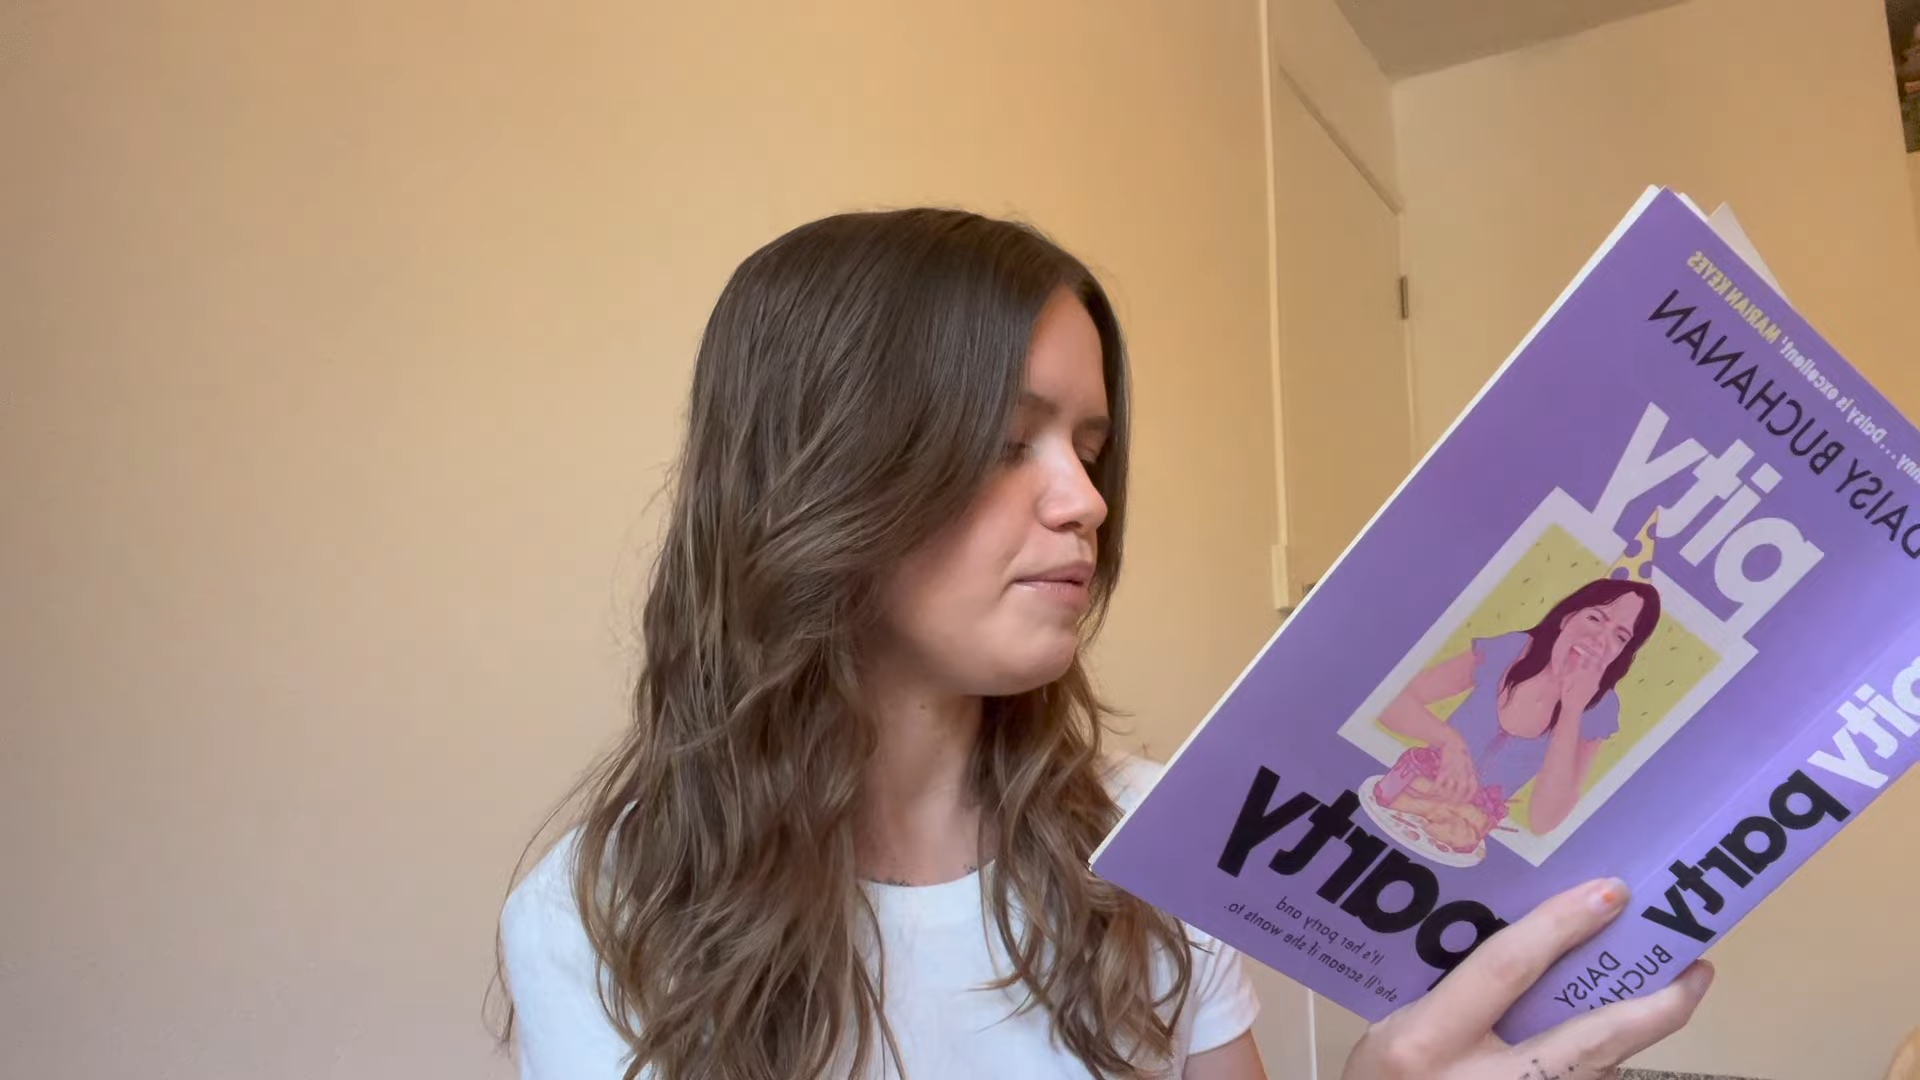 Daisy is excellent', MARIAN KEYES
DAISY BUCHANAN
pity
party
it's her party and
she'll scream if she wants to.
pity party
DAISY